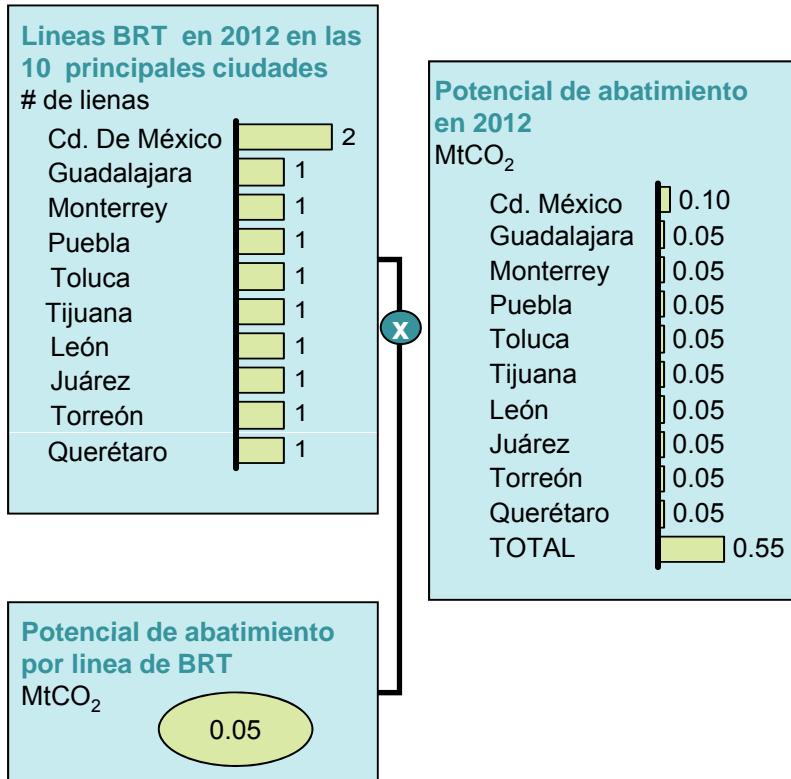 Lineas BRT en 2012 en las
10 principales ciudades
# de lienas
Cd. De México 2
Guadalajara 1
Monterrey 1
Puebla 1
Toluca 1
Tijuana 1
León 1
Juárez 1
Torreón 1
Querétaro 1
x
Potencial de abatimiento
por linea de BRT
MtCO₂
0.05
Potencial de abatimiento
en 2012
MtCO₂
Cd. México 0.10
Guadalajara 0.05
Monterrey 0.05
Puebla 0.05
Toluca 0.05
Tijuana 0.05
León 0.05
Juárez 0.05
Torreón 0.05
Querétaro 0.05
TOTAL 0.55